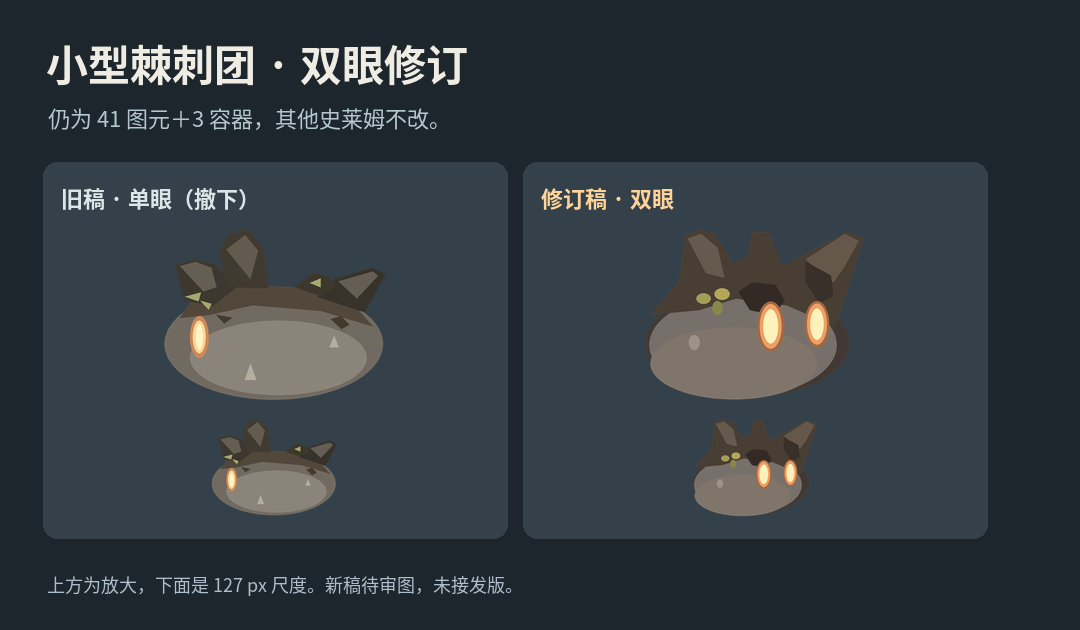 小型棘刺团 · 双眼修订
仍为 41 图元＋3 容器，其他史莱姆不改。
旧稿 · 单眼（撤下）
修订稿 · 双眼
上方为放大，下面是 127 px 尺度。新稿待审图，未接发版。